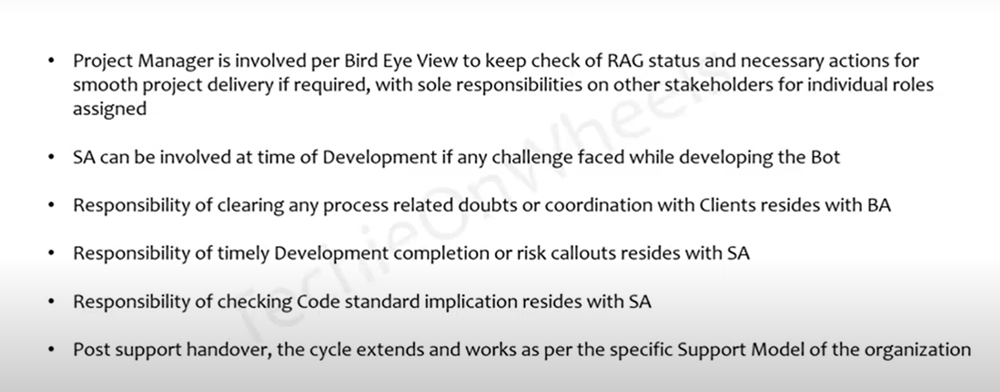 • Project Manager is involved per Bird Eye View to keep check of RAG status and necessary actions for
smooth project delivery if required, with sole responsibilities on other stakeholders for individual roles
assigned
• SA can be involved at time of Development if any challenge faced while developing the Bot
• Responsibility of clearing any process related doubts or coordination with Clients resides with BA
• Responsibility of timely Development completion or risk callouts resides with SA
• Responsibility of checking Code standard implication resides with SA
• Post support handover, the cycle extends and works as per the specific Support Model of the organization
TechieOnWheels